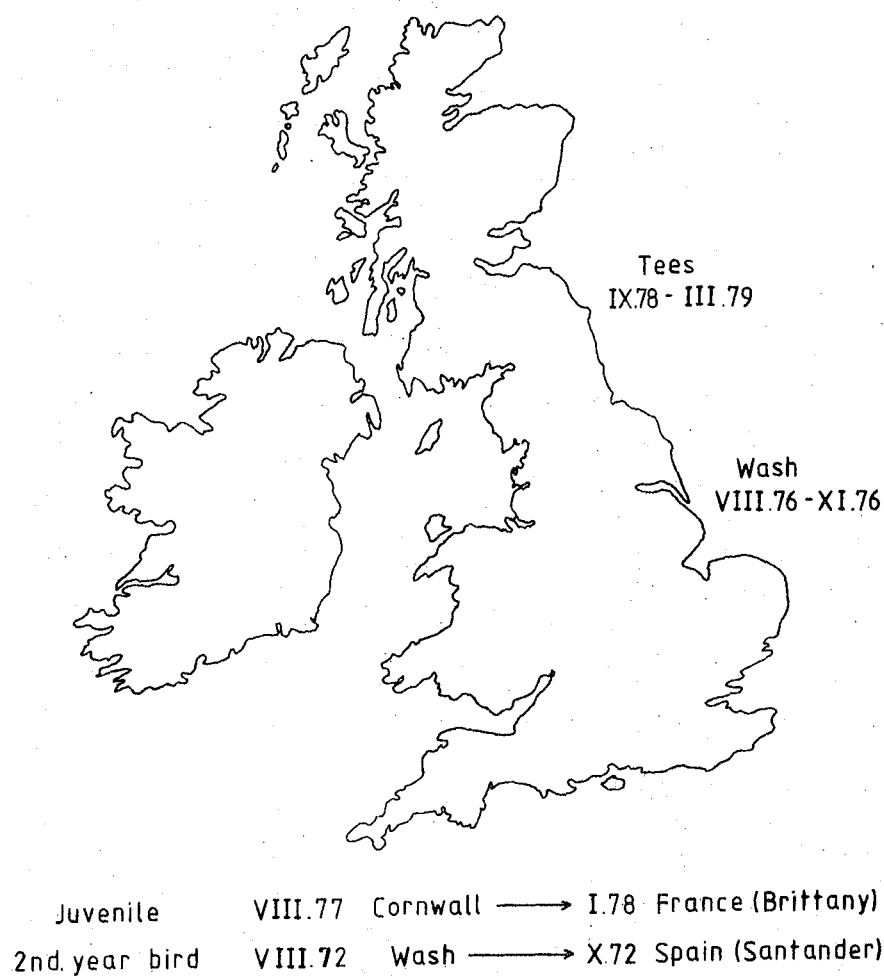 Tees
IX.78 - III.79
Wash
VIII.76 - XI.76
Juvenile VIII.77 Cornwall → I.78 France (Brittany)
2nd. year bird VIII.72 Wash → X.72 Spain (Santander)